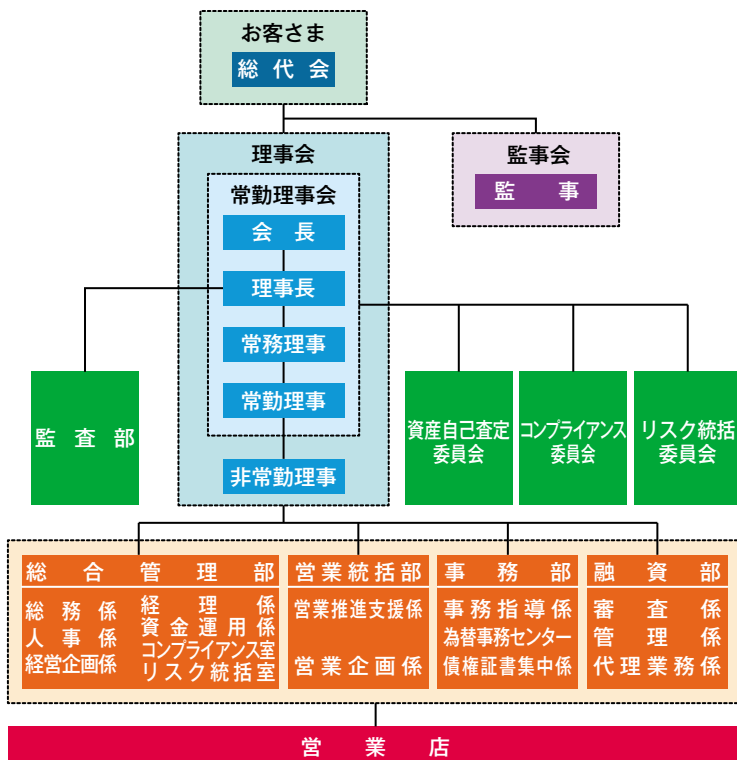 お客さま
総代会
理事会
常勤理事会
会長
理事長
常務理事
常勤理事
非常勤理事
監事会
監事
監査部
資産自己査定
委員会
コンプライアンス
委員会
リスク統括
委員会
総合管理部
総務係
人事係
経営企画係
経理係
資金運用係
コンプライアンス室
リスク統括室
営業統括部
営業推進支援係
営業企画係
事務部
事務指導係
為替事務センター
債権証書集中係
融資部
審査係
管理係
代理業務係
営業店